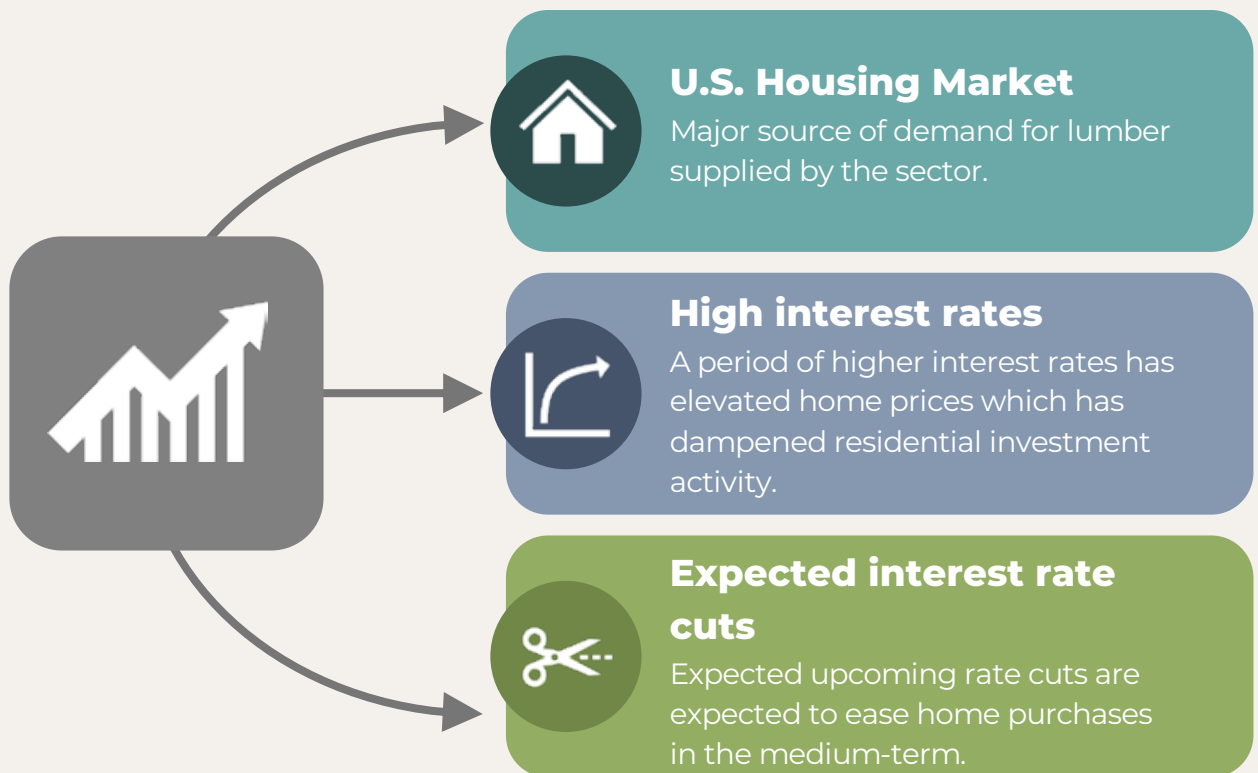 U.S. Housing Market
Major source of demand for lumber
supplied by the sector.
High interest rates
A period of higher interest rates has
elevated home prices which has
dampened residential investment
activity.
Expected interest rate
cuts
Expected upcoming rate cuts are
expected to ease home purchases
in the medium-term.